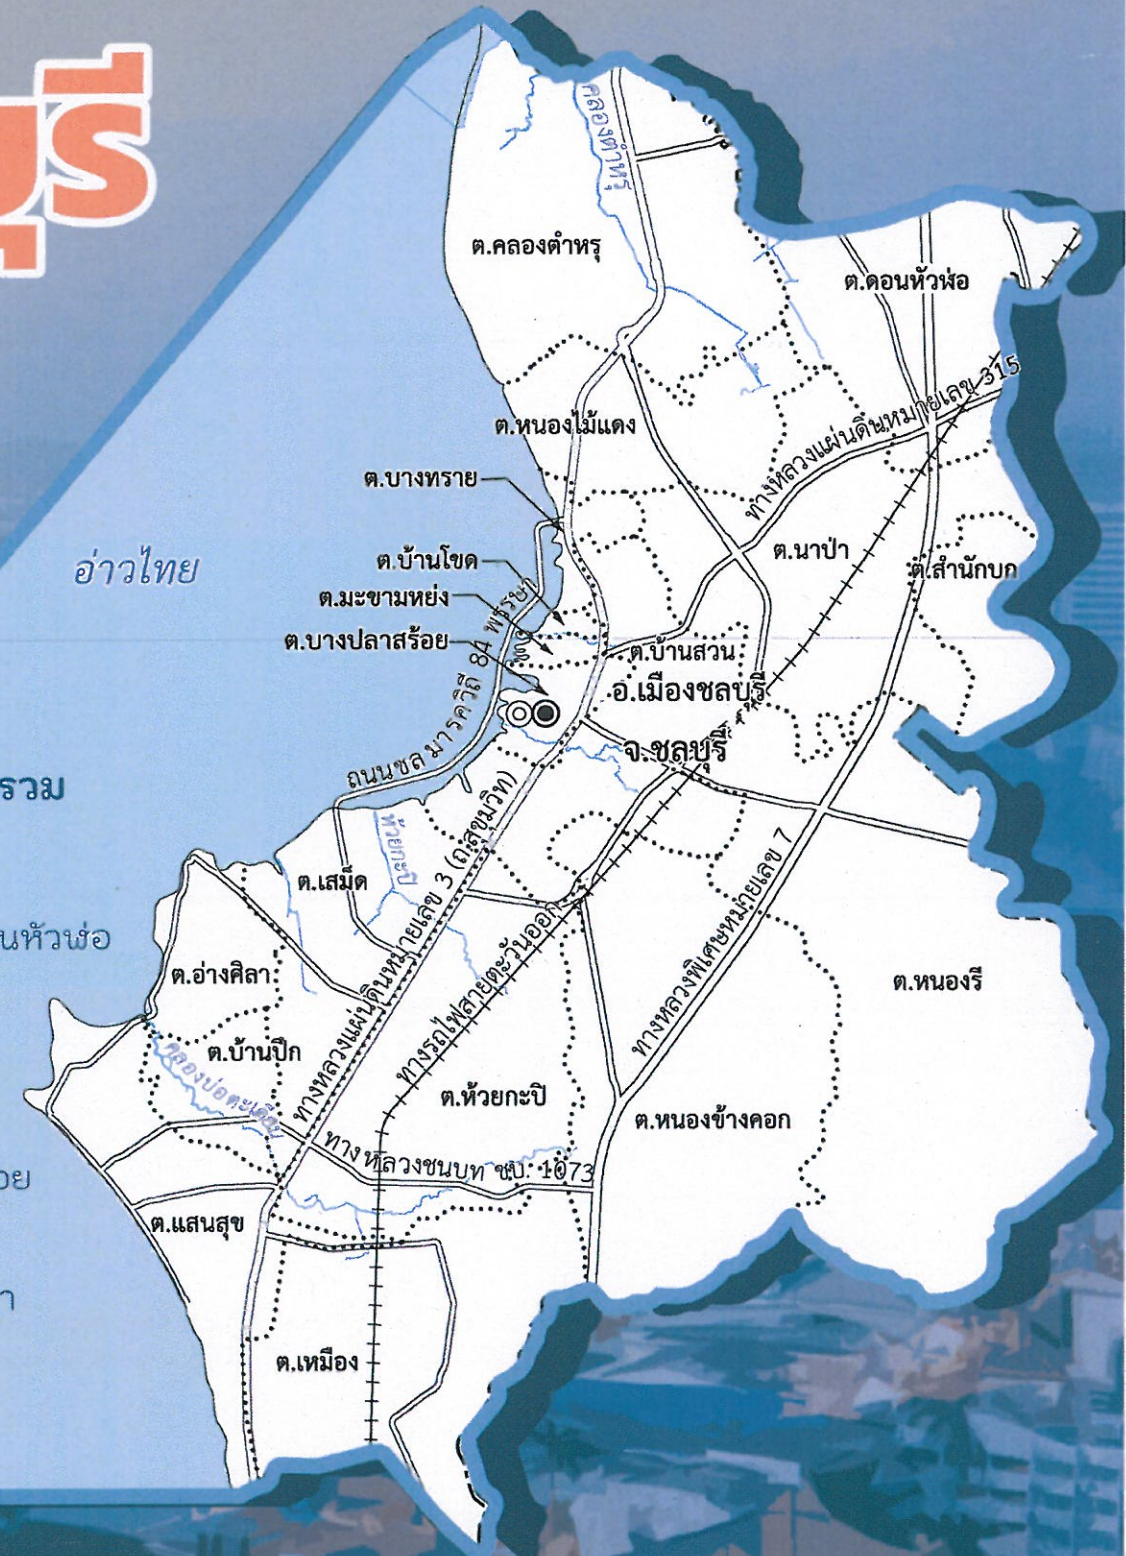 บุรี
คลองตำหรุ
ต.คลองตำหรุ
ต.ดอนหัวฬ่อ
ทางหลวงแผ่นดินหมายเลข 315
ต.หนองไม้แดง
ต.บางทราย
ต.นาป่า
อ่าวไทย
ต.บ้านโขด
ต.สำนักบก
ต.มะขามหย่ง
ต.บางปลาสร้อย
ต.บ้านสวน
อ.เมืองชลบุรี
จ.ชลบุรี
ถนนชลมารควิถี 84 พรรษา
รวม
ห้วยกะปิ
ต.เสม็ด
ทางหลวงแผ่นดินหมายเลข 3 (ถ.สุขุมวิท)
ทางหลวงพิเศษหมายเลข 7
นหัวฬ่อ
ต.อ่างศิลา
ทางรถไฟสายตะวันออก
ต.หนองรี
ต.บ้านปึก
ต.ห้วยกะปิ
ต.หนองข้างคอก
ทางหลวงชนบท ชบ. 1073
อย
ต.แสนสุข
า
ต.เหมือง